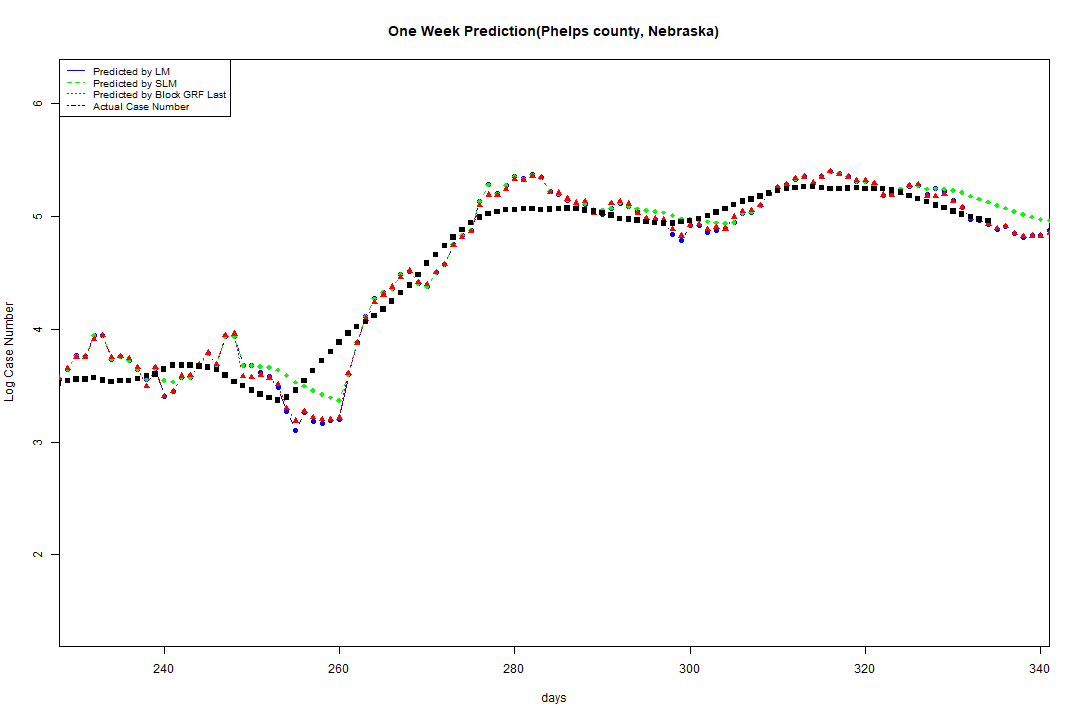 One Week Prediction(Phelps county, Nebraska)
Predicted by LM
Predicted by SLM
Predicted by Block GRF Last
Actual Case Number
6
5
4
3
2
Log Case Number
240 260 280 300 320 340
days